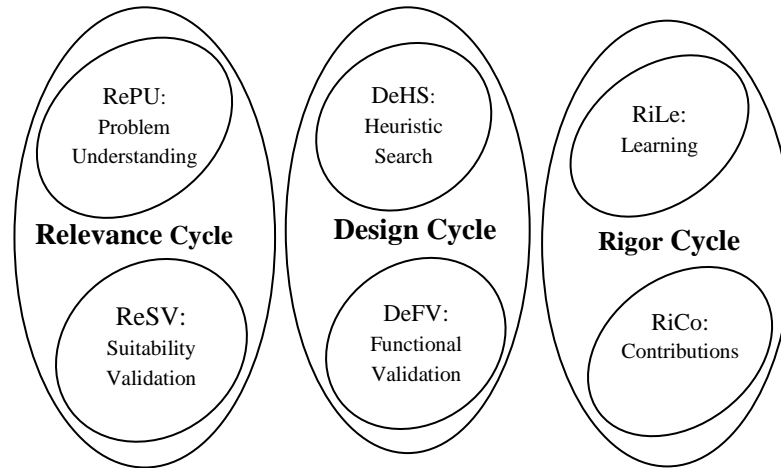 RePU:
Problem
Understanding
Relevance Cycle
ReSV:
Suitability
Validation
DeHS:
Heuristic
Search
Design Cycle
DeFV:
Functional
Validation
RiLe:
Learning
Rigor Cycle
RiCo:
Contributions